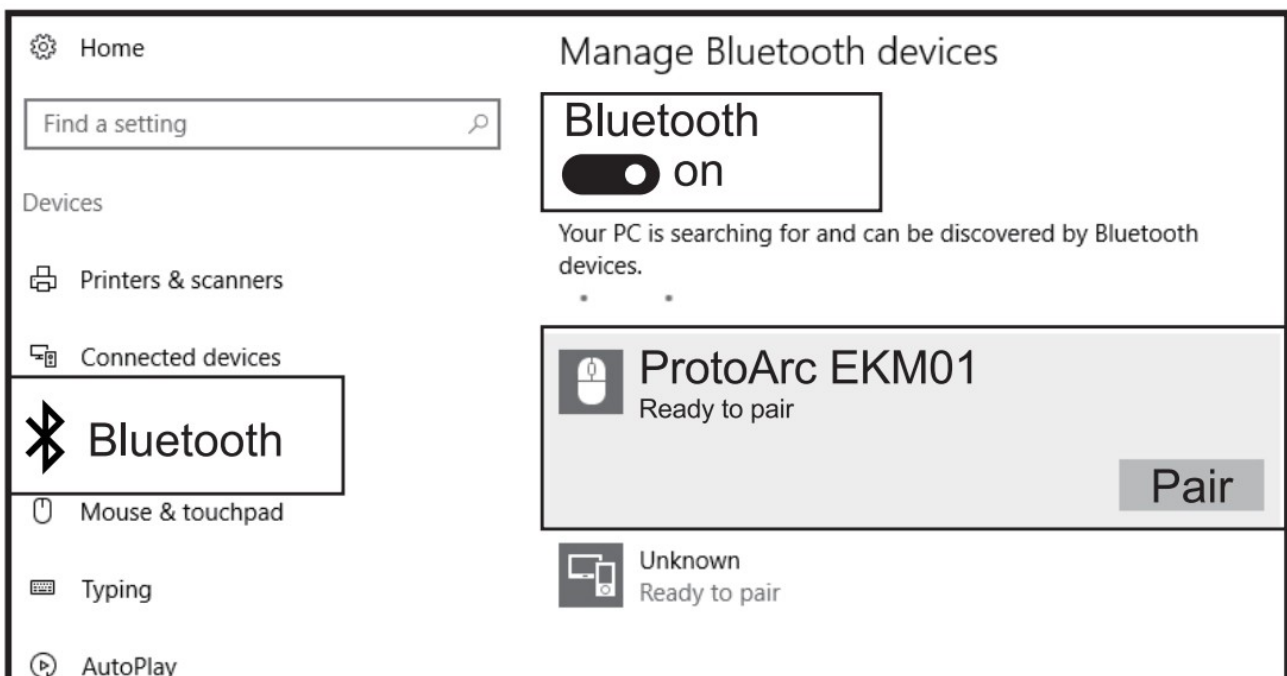 Home
Find a setting
Devices
Printers & scanners
Connected devices
Bluetooth
Mouse & touchpad
Typing
AutoPlay
Manage Bluetooth devices
Bluetooth
on
Your PC is searching for and can be discovered by Bluetooth
devices.
ProtoArc EKM01
Ready to pair
Pair
Unknown
Ready to pair